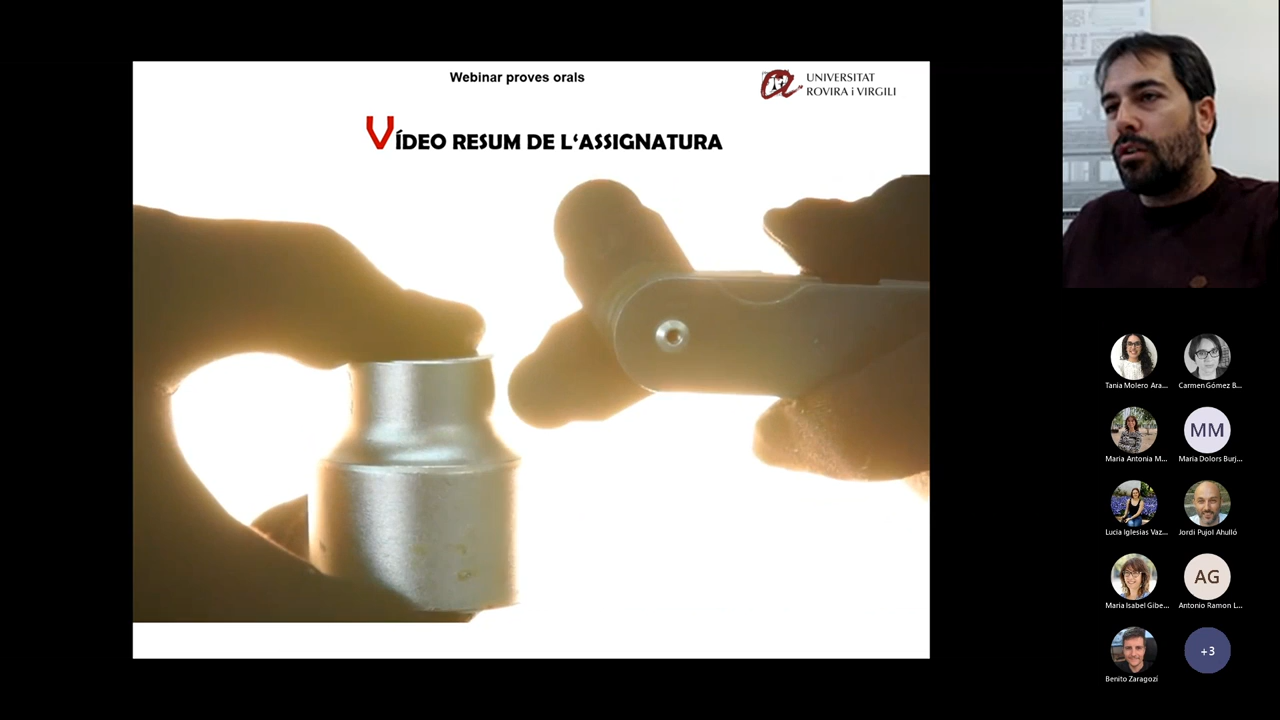 Webinar proves orals
UNIVERSITAT
ROVIRA i VIRGILI
VÍDEO RESUM DE L‘ASSIGNATURA
Tania Molero Ara...
Carmen Gómez B...
Maria Antonia M...
MM
Maria Dolors Burj...
Lucia Iglesias Vaz...
Jordi Pujol Ahulló
Maria Isabel Gibe...
AG
Antonio Ramon L...
Benito Zaragozí
+3